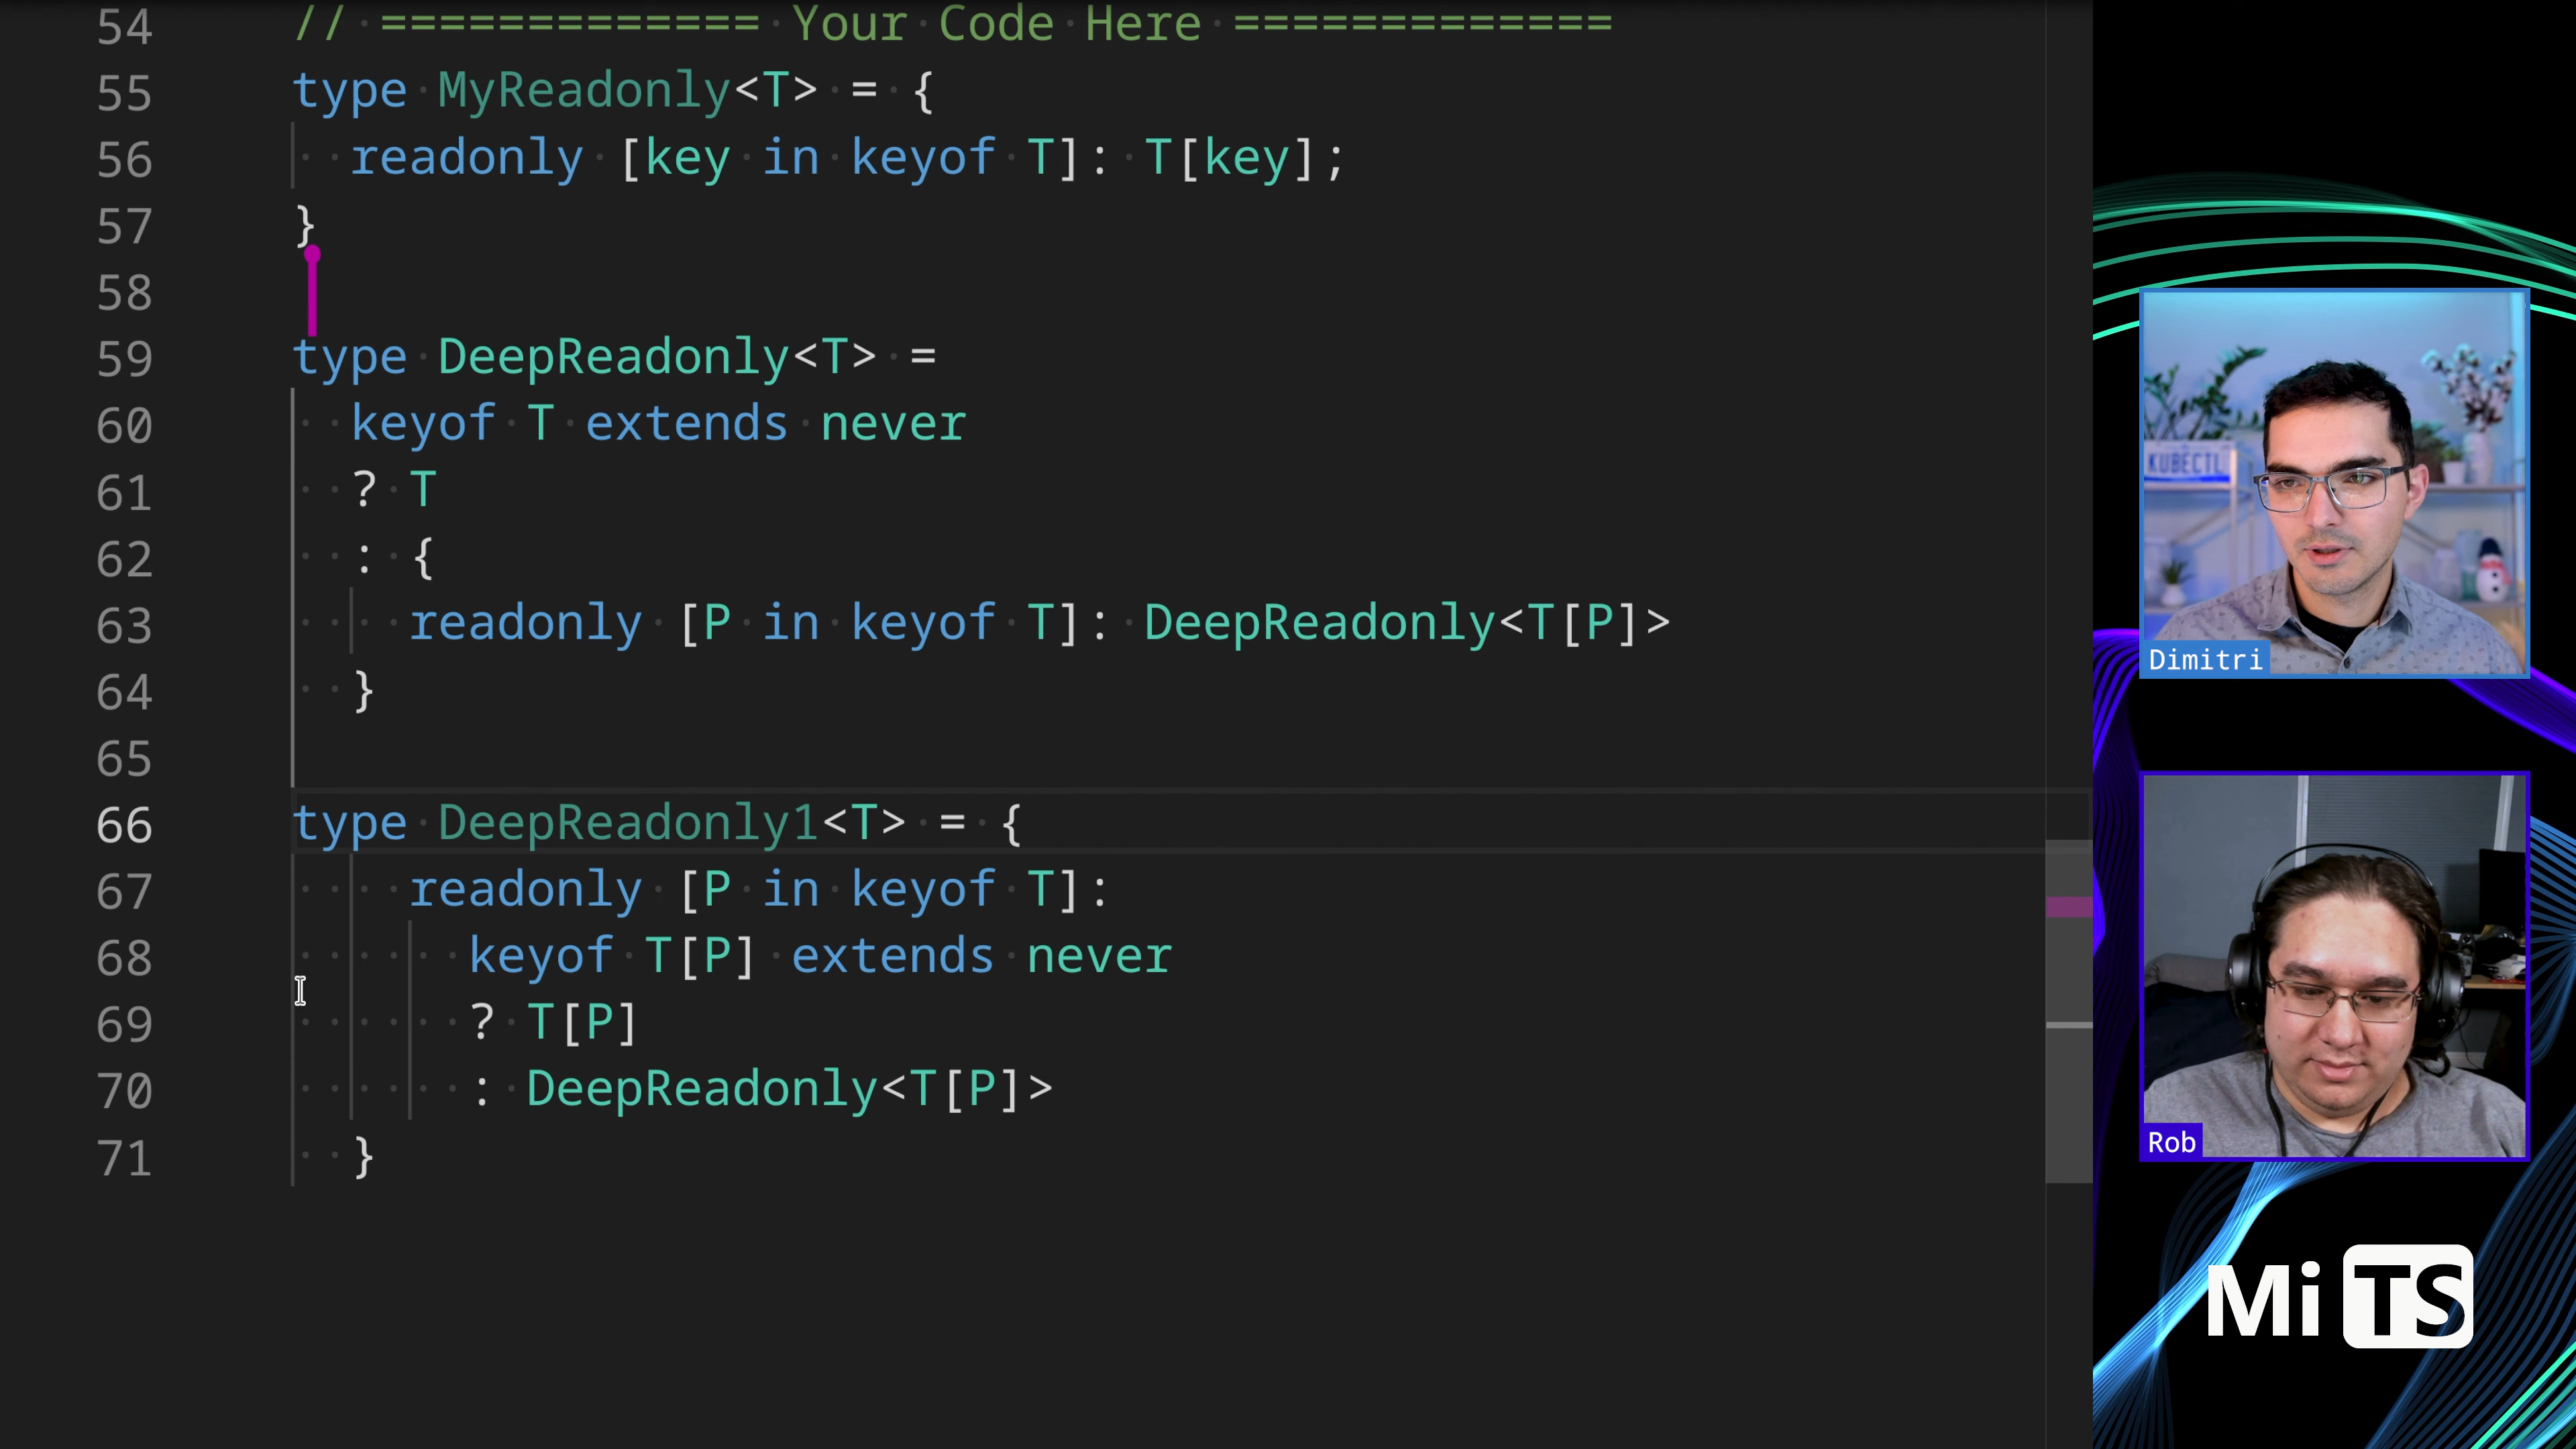 54 // ============= Your Code Here =============
55 type MyReadonly<T> = {
56   readonly [key in keyof T]: T[key];
57 }
58
59 type DeepReadonly<T> =
60   keyof T extends never
61   ? T
62   : {
63     readonly [P in keyof T]: DeepReadonly<T[P]>
64   }
65
66 type DeepReadonly1<T> = {
67     readonly [P in keyof T]:
68       keyof T[P] extends never
69       ? T[P]
70       : DeepReadonly<T[P]>
71   }
KUBECTL
Dimitri
Rob
Mi TS